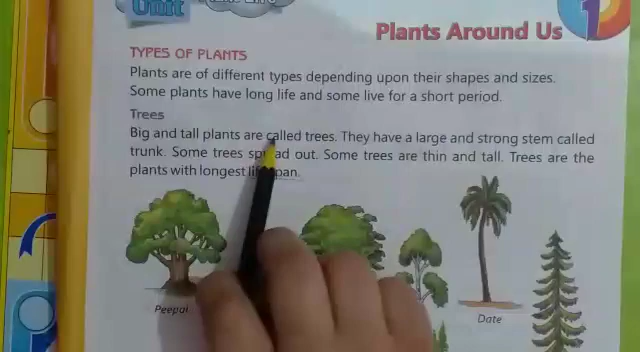 Unit
1
Plants Around Us
TYPES OF PLANTS
Plants are of different types depending upon their shapes and sizes.
Some plants have long life and some live for a short period.
Trees
Big and tall plants are called trees. They have a large and strong stem called
trunk. Some trees spread out. Some trees are thin and tall. Trees are the
plants with longest life span.
Peepal
Date